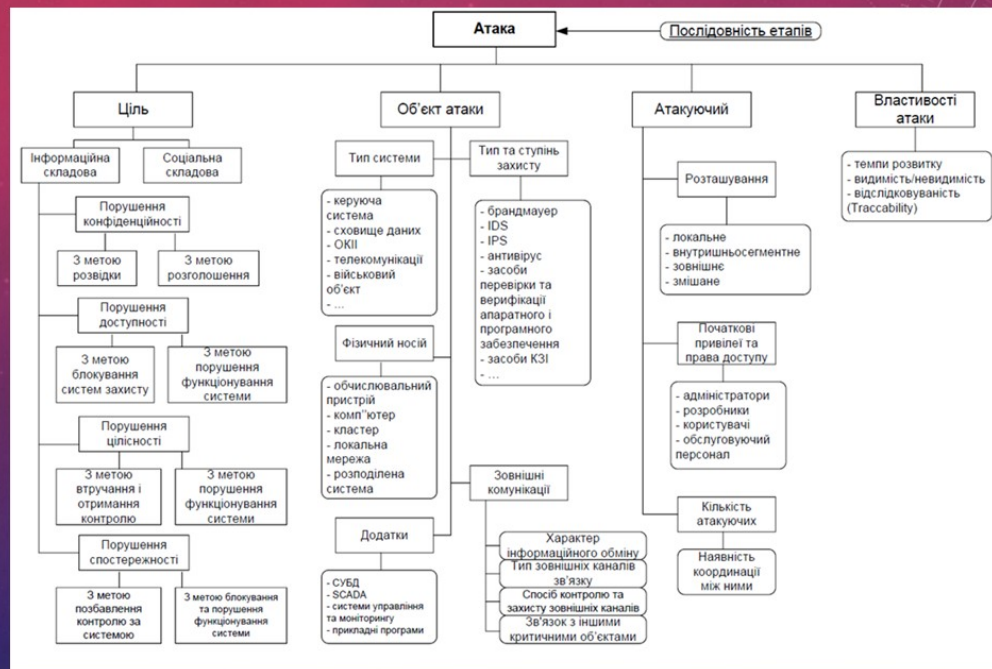 Атака
Послідовність етапів
Ціль
Інформаційна
складова
Соціальна
складова
Порушення
конфіденційності
З метою
розвідки
З метою
розголошення
Порушення
доступності
З метою
блокування
систем захисту
З метою
порушення
функціонування
системи
Порушення
цілісності
З метою
втручання і
отримання
контролю
З метою
порушення
функціонування
системи
Порушення
спостережності
З метою
позбавлення
контролю за
системою
З метою блокування
та порушення
функціонування
системи
Об'єкт атаки
Тип системи
- керуюча
система
- сховище даних
- ОКІІ
- телекомунікації
- військовий
об'єкт
- ...
Фізичний носій
- обчислювальний
пристрій
- комп"ютер
- кластер
- локальна
мережа
- розподілена
система
Додатки
- СУБД
- SCADA
- системи управління
та моніторингу
- прикладні програми
Тип та ступінь
захисту
- брандмауер
- IDS
- IPS
- антивірус
- засоби
перевірки та
верифікації
апаратного і
програмного
забезпечення
- засоби КЗІ
- ...
Зовнішні
комунікації
Характер
інформаційного обміну
Тип зовнішніх каналів
зв'язку
Спосіб контролю та
захисту зовнішніх каналів
Зв'язок з іншими
критичними об'єктами
Атакуючий
Розташування
- локальне
- внутришньосегментне
- зовнішнє
- змішане
Початкові
привілеї та
права доступу
- адміністратори
- розробники
- користувачі
- обслуговуючий
персонал
Кількість
атакуючих
Наявність
координації
між ними
Властивості
атаки
- темпи розвитку
- видимість/невидимість
- відслідковуваність
(Traccability)